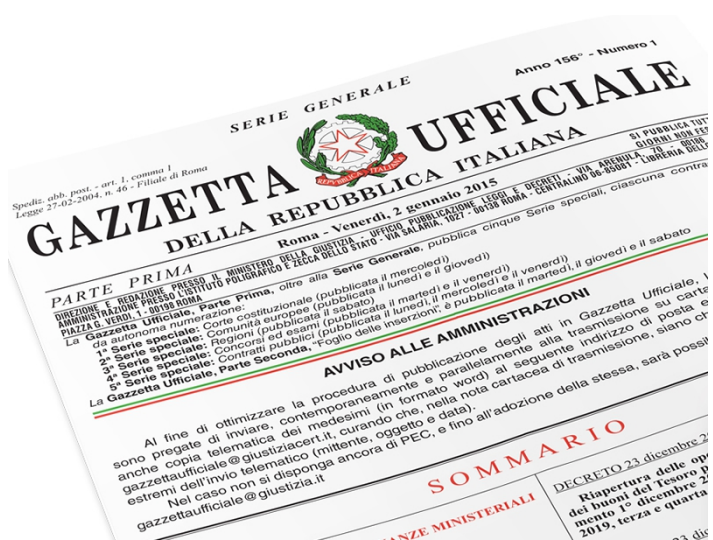 SERIE GENERALE
Anno 156° - Numero 1
Spediz. abb. post. - art. 1, comma 1
Legge 27-02-2004, n. 46 - Filiale di Roma
GAZZETTA UFFICIALE
REPVBBLICA ITALIANA
DELLA REPUBBLICA ITALIANA
PARTE PRIMA
Roma - Venerdì, 2 gennaio 2015
SI PUBBLICA TUTT
GIORNI NON FES
DIREZIONE E REDAZIONE PRESSO IL MINISTERO DELLA GIUSTIZIA - UFFICIO PUBBLICAZIONE LEGGI E DECRETI - VIA ARENULA, 70 - 00186
AMMINISTRAZIONE PRESSO L'ISTITUTO POLIGRAFICO E ZECCA DELLO STATO - VIA SALARIA, 1027 - 00138 ROMA - CENTRALINO 06-85081 - LIBRERIA DELLO
PIAZZA G. VERDI, 1 - 00198 ROMA
La Gazzetta Ufficiale, Parte Prima, oltre alla Serie Generale, pubblica cinque Serie speciali, ciascuna contra
da autonoma numerazione:
1ª Serie speciale: Corte costituzionale (pubblicata il mercoledì)
2ª Serie speciale: Comunità europee (pubblicata il lunedì e il giovedì)
3ª Serie speciale: Regioni (pubblicata il sabato)
4ª Serie speciale: Concorsi ed esami (pubblicata il martedì e il venerdì)
5ª Serie speciale: Contratti pubblici (pubblicata il lunedì, il mercoledì e il venerdì)
La Gazzetta Ufficiale, Parte Seconda, "Foglio delle inserzioni", è pubblicata il martedì, il giovedì e il sabato
AVVISO ALLE AMMINISTRAZIONI
Al fine di ottimizzare la procedura di pubblicazione degli atti in Gazzetta Ufficiale, l
sono pregate di inviare, contemporaneamente e parallelamente alla trasmissione su carta
anche copia telematica dei medesimi (in formato word) al seguente indirizzo di posta e
gazzettaufficiale@giustiziacert.it, curando che, nella nota cartacea di trasmissione, siano ch
estremi dell'invio telematico (mittente, oggetto e data).
Nel caso non si disponga ancora di PEC, e fino all'adozione della stessa, sarà possi
gazzettaufficiale@giustizia.it
SOMMARIO
ANZE MINISTERIALI
DECRETO 23 dicembre 2
Riapertura delle ope
dei buoni del Tesoro p
mento 1° dicembre 2
2019, terza e quarta